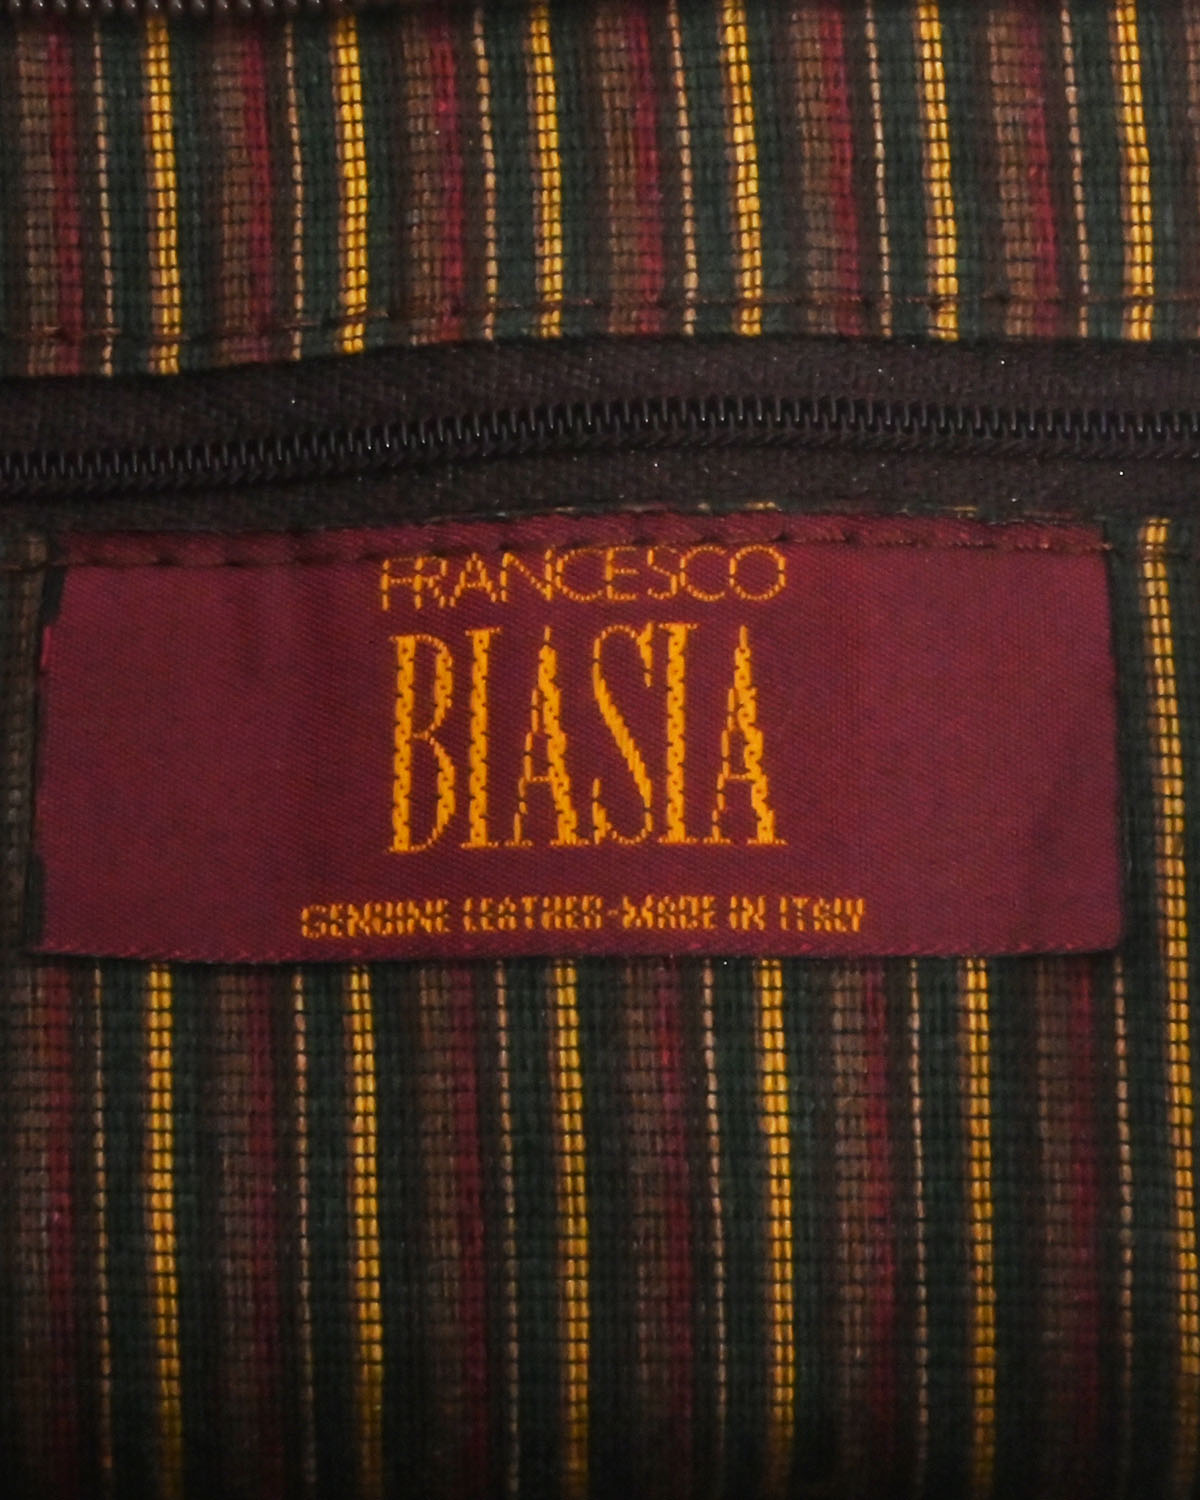 FRANCESCO
BIASIA
GENUINE LEATHER-MADE IN ITALY